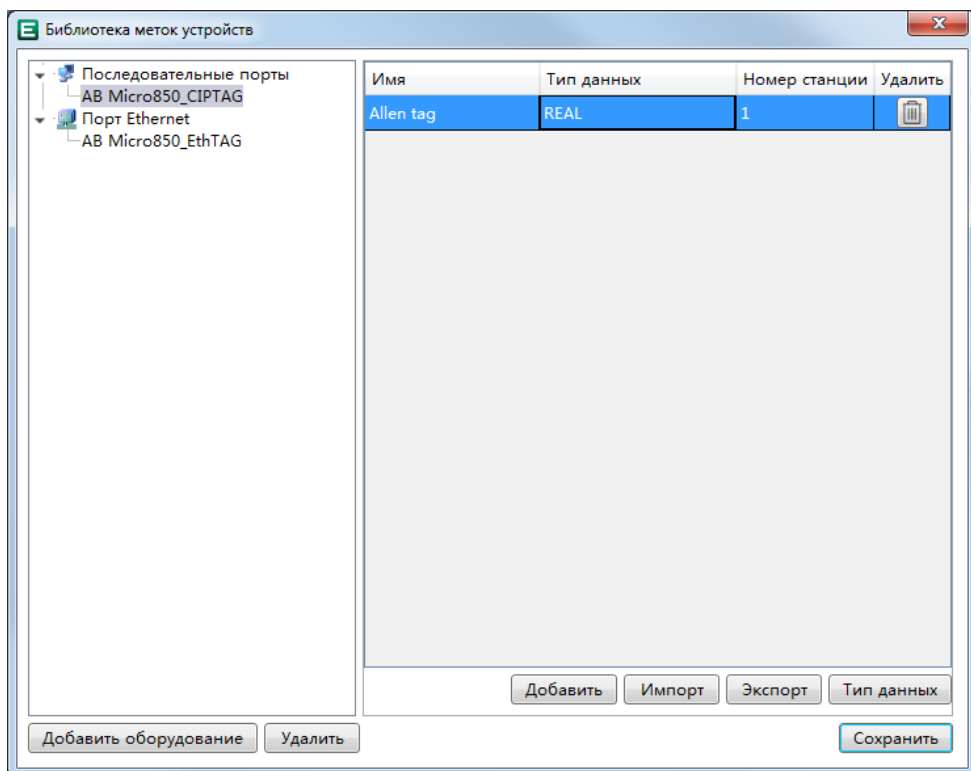 Библиотека меток устройств
Последовательные порты
AB Micro850_CIPTAG
Порт Ethernet
AB Micro850_EthTAG
Имя Тип данных Номер станции Удалить
Allen tag REAL 1
Добавить Импорт Экспорт Тип данных
Добавить оборудование Удалить Сохранить